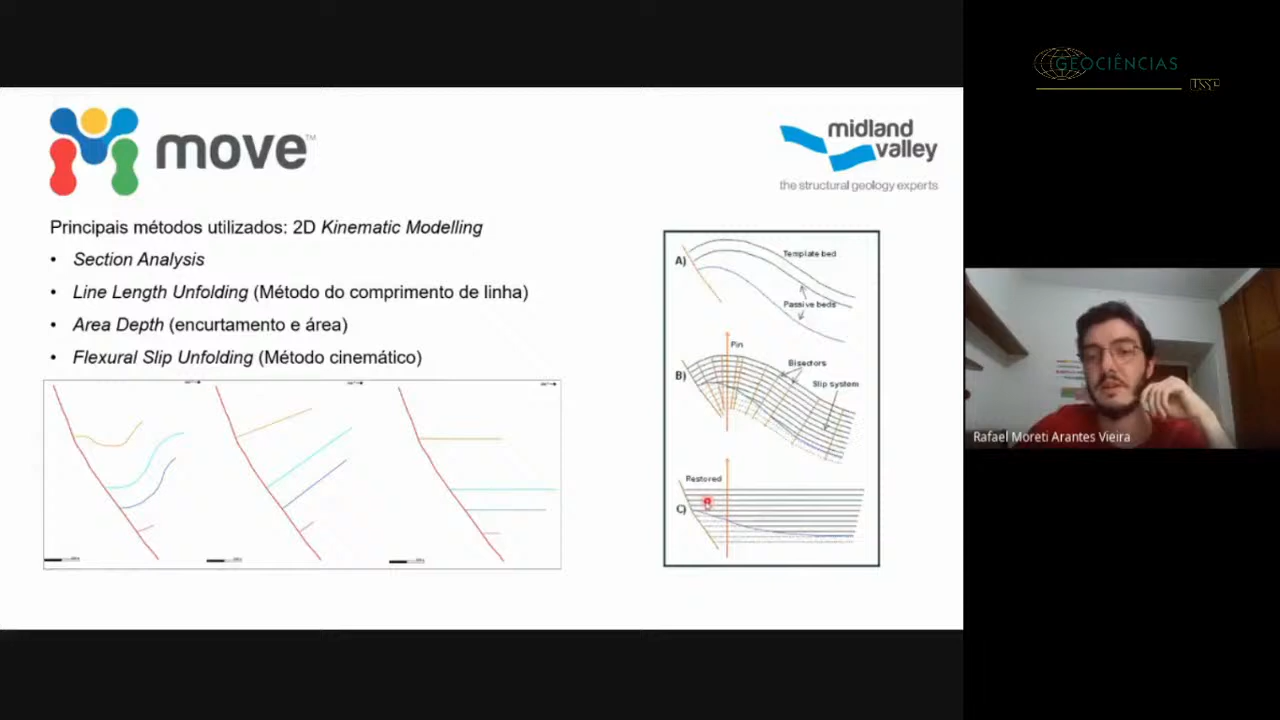 GEOCIÊNCIAS
USP
move™
midland
valley
the structural geology experts
Principais métodos utilizados: 2D Kinematic Modelling
• Section Analysis
• Line Length Unfolding (Método do comprimento de linha)
• Area Depth (encurtamento e área)
• Flexural Slip Unfolding (Método cinemático)
A)
Template bed
Passive beds
B)
Pin
Bisectors
Slip system
Restored
C)
Rafael Moreti Arantes Vieira